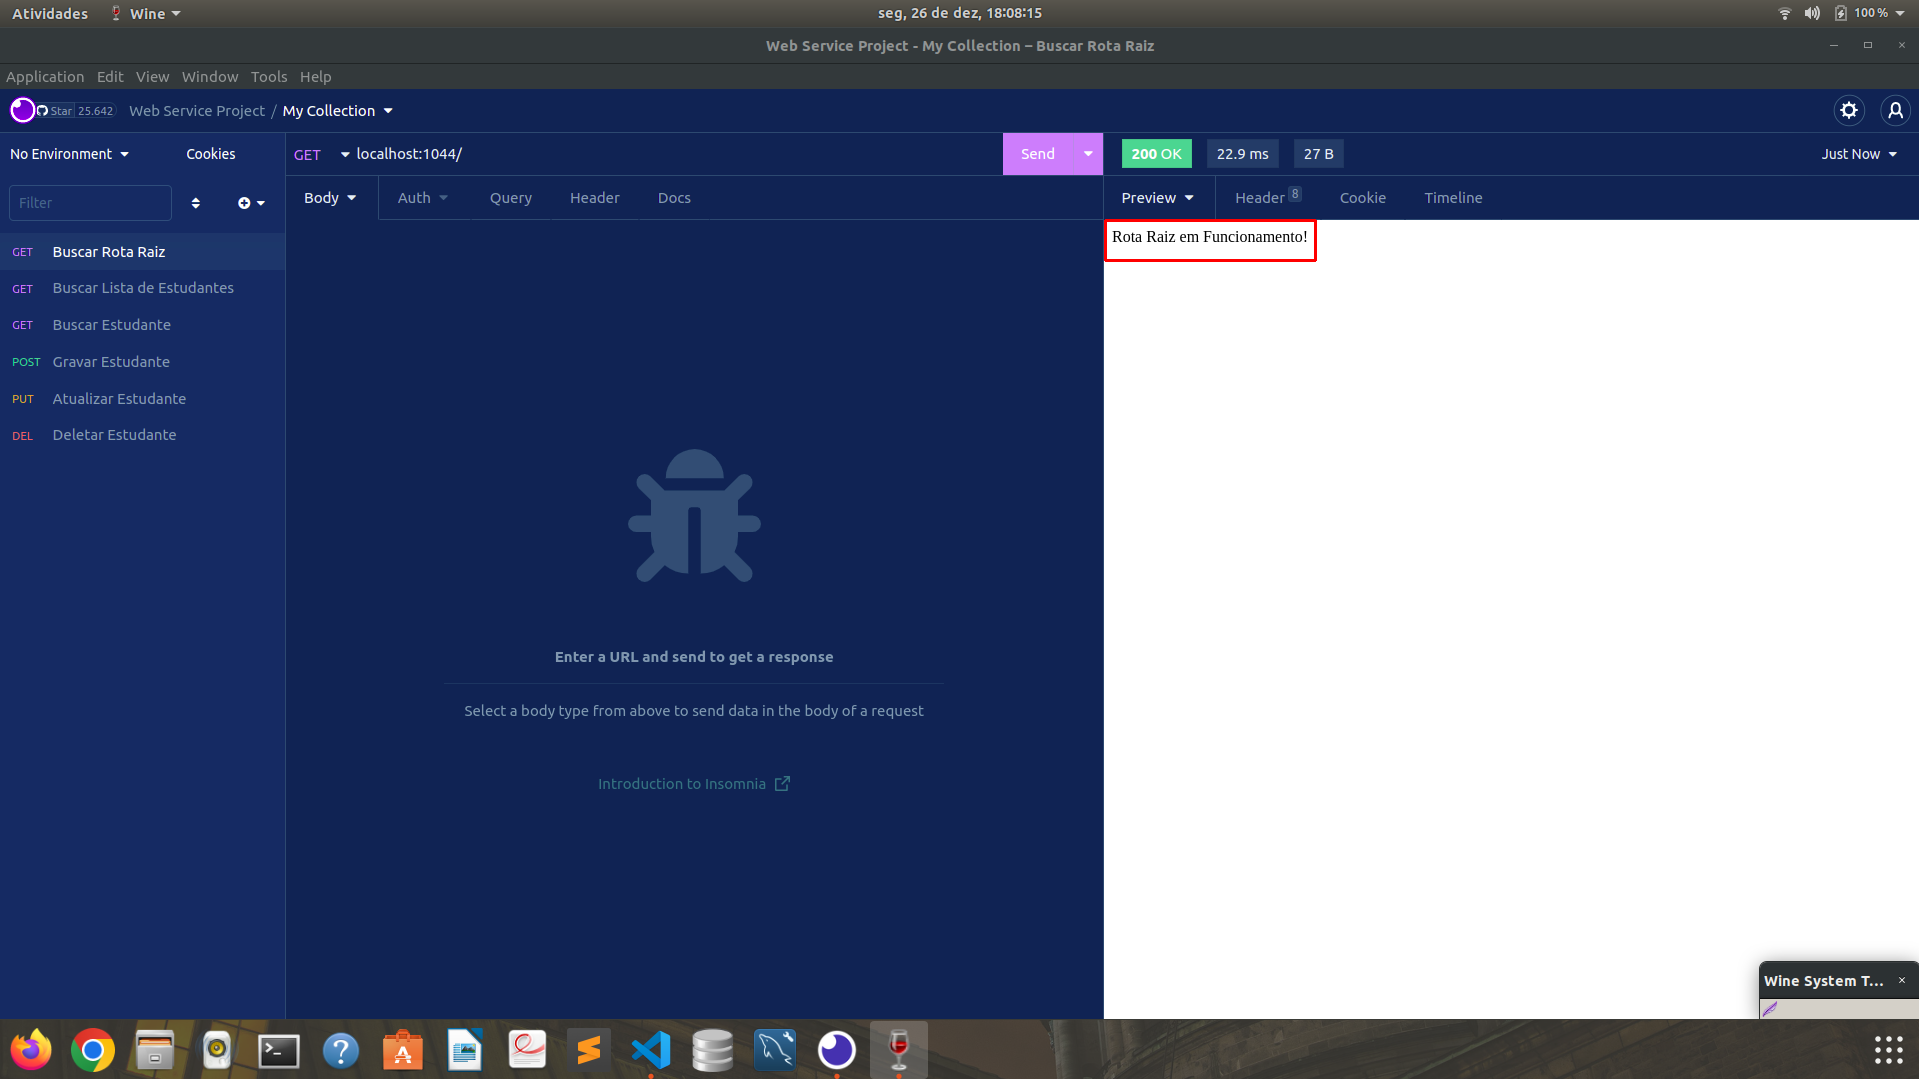 Atividades
Wine
seg, 26 de dez, 18:08:15
100 %
Web Service Project - My Collection – Buscar Rota Raiz
Application Edit View Window Tools Help
Star 25.642
Web Service Project / My Collection
No Environment
Cookies
Filter
GET Buscar Rota Raiz
GET Buscar Lista de Estudantes
GET Buscar Estudante
POST Gravar Estudante
PUT Atualizar Estudante
DEL Deletar Estudante
GET localhost:1044/
Send
Body Auth Query Header Docs
Enter a URL and send to get a response
Select a body type from above to send data in the body of a request
Introduction to Insomnia
200 OK 22.9 ms 27 B
Just Now
Preview Header 8 Cookie Timeline
Rota Raiz em Funcionamento!
Wine System T...